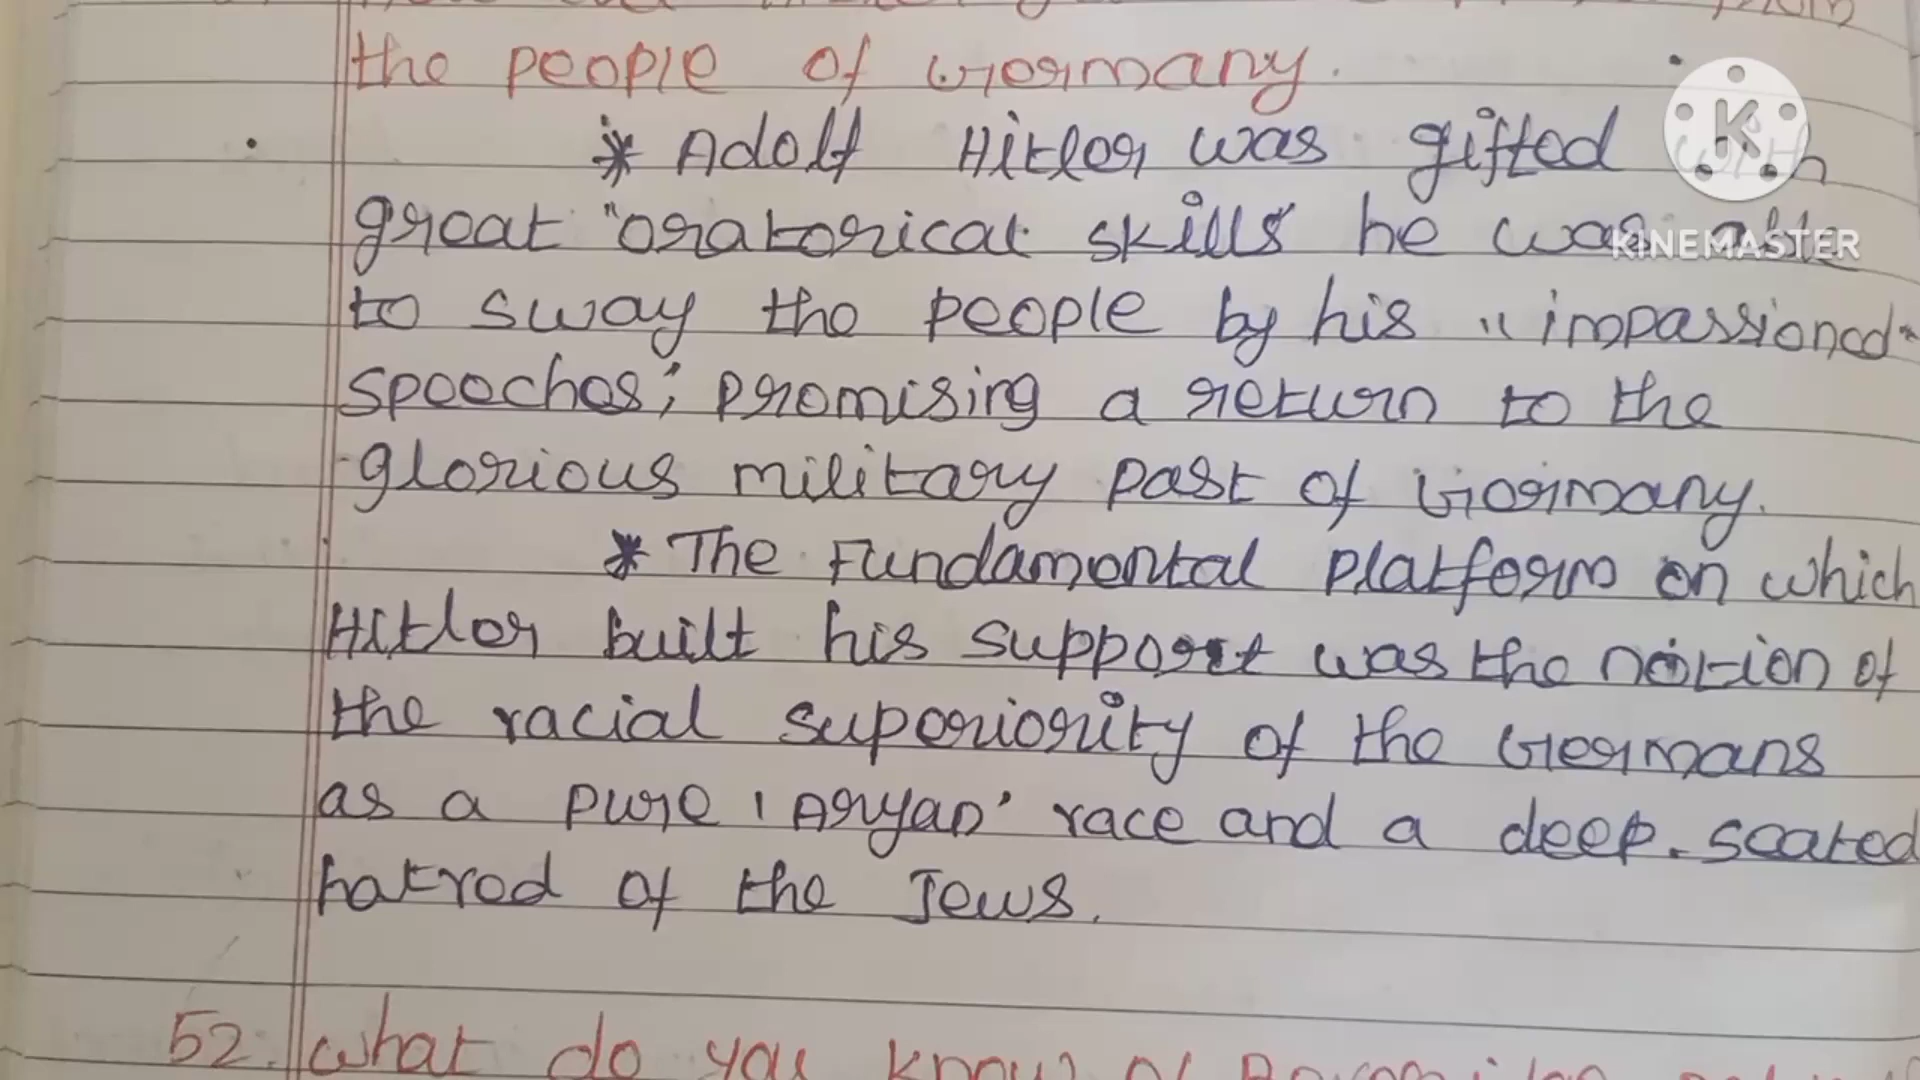 the people of Germany.
* Adolf Hitler was gifted with
great "oratorical skills" he was able
to sway the people by his "impassioned"
speeches; promising a return to the
glorious military past of Germany.
* The Fundamental platform on which
Hitler built his support was the notion of
the racial superiority of the Germans
as a pure 'Aryan' race and a deep.seated
hatred of the Jews.
52. what do you know of
KINEMASTER